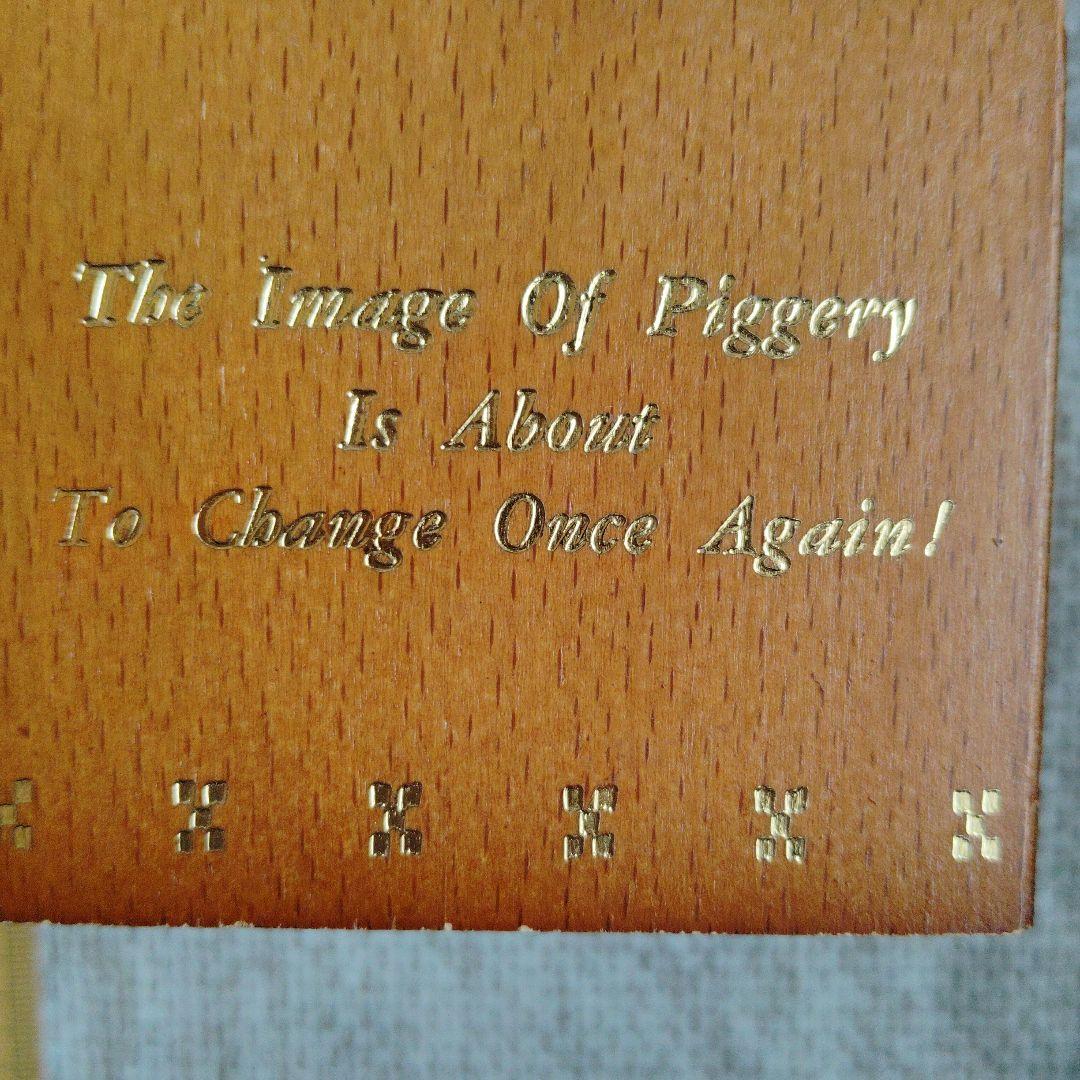 The Image Of Piggery
Is About
To Change Once Again!